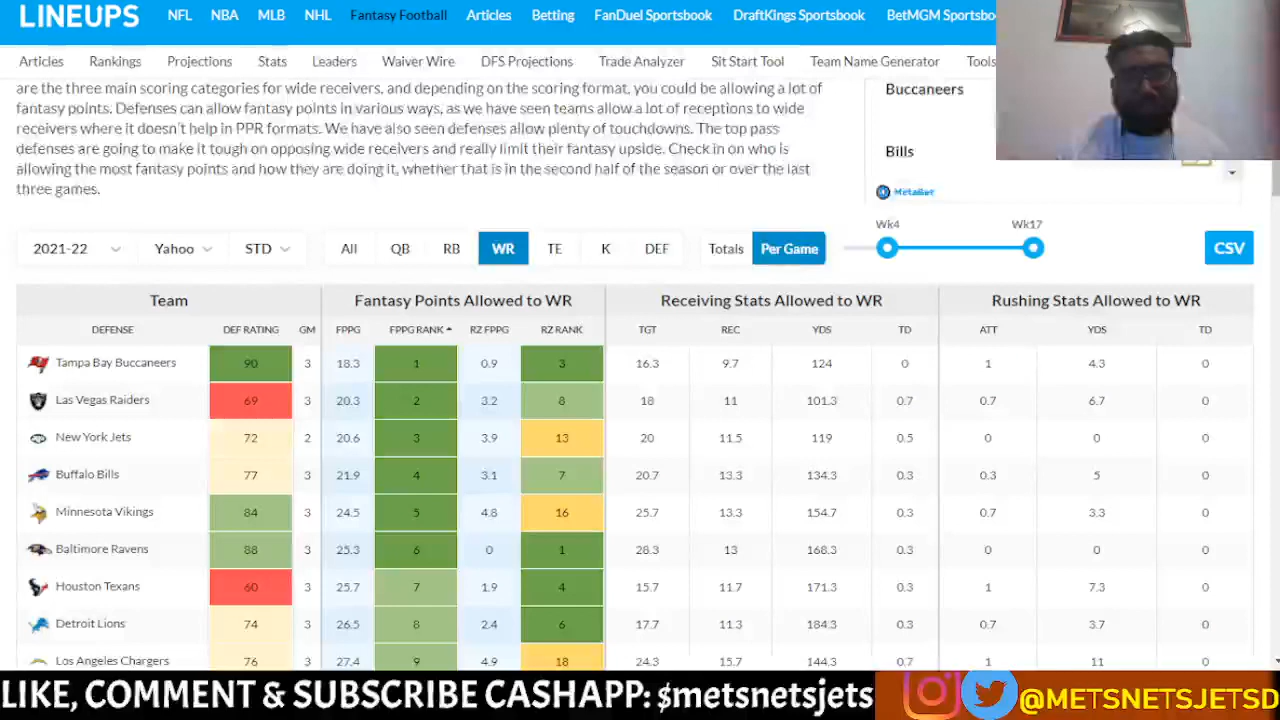 LINEUPS NFL NBA MLB NHL Fantasy Football Articles Betting FanDuel Sportsbook DraftKings Sportsbook BetMGM Sportsbo
Articles Rankings Projections Stats Leaders Waiver Wire DFS Projections Trade Analyzer Sit Start Tool Team Name Generator Tools
are the three main scoring categories for wide receivers, and depending on the scoring format, you could be allowing a lot of
fantasy points. Defenses can allow fantasy points in various ways, as we have seen teams allow a lot of receptions to wide
receivers where it doesn't help in PPR formats. We have also seen defenses allow plenty of touchdowns. The top pass
defenses are going to make it tough on opposing wide receivers and really limit their fantasy upside. Check in on who is
allowing the most fantasy points and how they are doing it, whether that is in the second half of the season or over the last
three games.
Buccaneers
Bills
Metabet
Wk4 Wk17
2021-22 Yahoo STD All QB RB WR TE K DEF Totals Per Game CSV
Team Fantasy Points Allowed to WR Receiving Stats Allowed to WR Rushing Stats Allowed to WR
DEFENSE DEF RATING GM FPPG FPPG RANK RZ FPPG RZ RANK TGT REC YDS TD ATT YDS TD
Tampa Bay Buccaneers 90 3 18.3 1 0.9 3 16.3 9.7 124 0 1 4.3 0
Las Vegas Raiders 69 3 20.3 2 3.2 8 18 11 101.3 0.7 0.7 6.7 0
New York Jets 72 2 20.6 3 3.9 13 20 11.5 119 0.5 0 0 0
Buffalo Bills 77 3 21.9 4 3.1 7 20.7 13.3 134.3 0.3 0.3 5 0
Minnesota Vikings 84 3 24.5 5 4.8 16 25.7 13.3 154.7 0.3 0.7 3.3 0
Baltimore Ravens 88 3 25.3 6 0 1 28.3 13 168.3 0.3 0 0 0
Houston Texans 60 3 25.7 7 1.9 4 15.7 11.7 171.3 0.3 1 7.3 0
Detroit Lions 74 3 26.5 8 2.4 6 17.7 11.3 184.3 0.3 0.7 3.7 0
Los Angeles Chargers 76 3 27.4 9 4.9 18 24.3 15.7 144.3 0.7 1 11 0
LIKE, COMMENT & SUBSCRIBE CASHAPP: $metsnetsjets @METSNETSJETSD